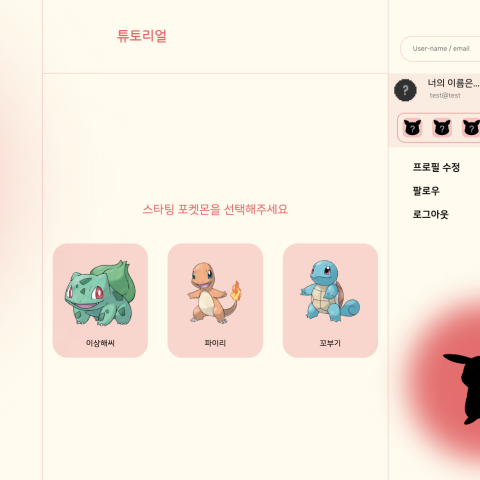 튜토리얼
User-name / email
너의 이름은...
test@test
?
? ? ?
프로필 수정
팔로우
로그아웃
스타팅 포켓몬을 선택해주세요
이상해씨
파이리
꼬부기